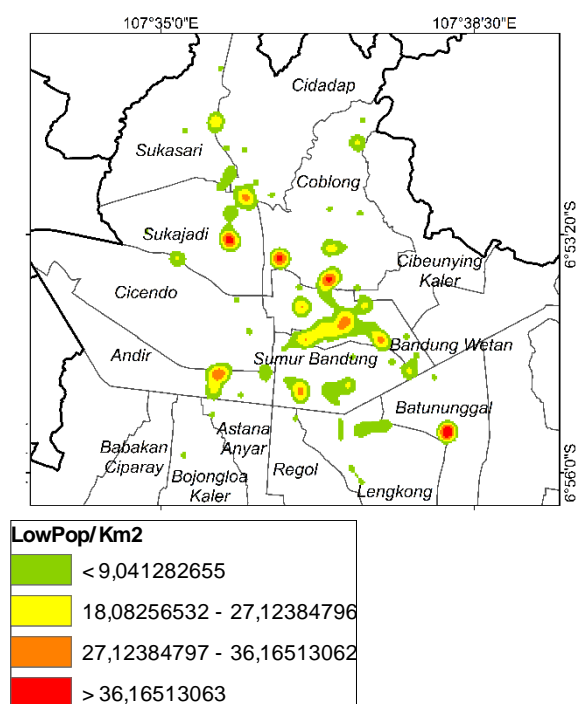 107°35'0"E 107°38'30"E
Cidadap
Sukasari
Coblong
Sukajadi
6°53'20"S
Cibeunying
Kaler
Cicendo
Bandung Wetan
Andir
Sumur Bandung
Batununggal
Astana
Anyar
Babakan
Ciparay
Bojongloa
Kaler
Regol
Lengkong
6°56'0"S
LowPop/Km2
< 9,041282655
18,08256532 - 27,12384796
27,12384797 - 36,16513062
> 36,16513063